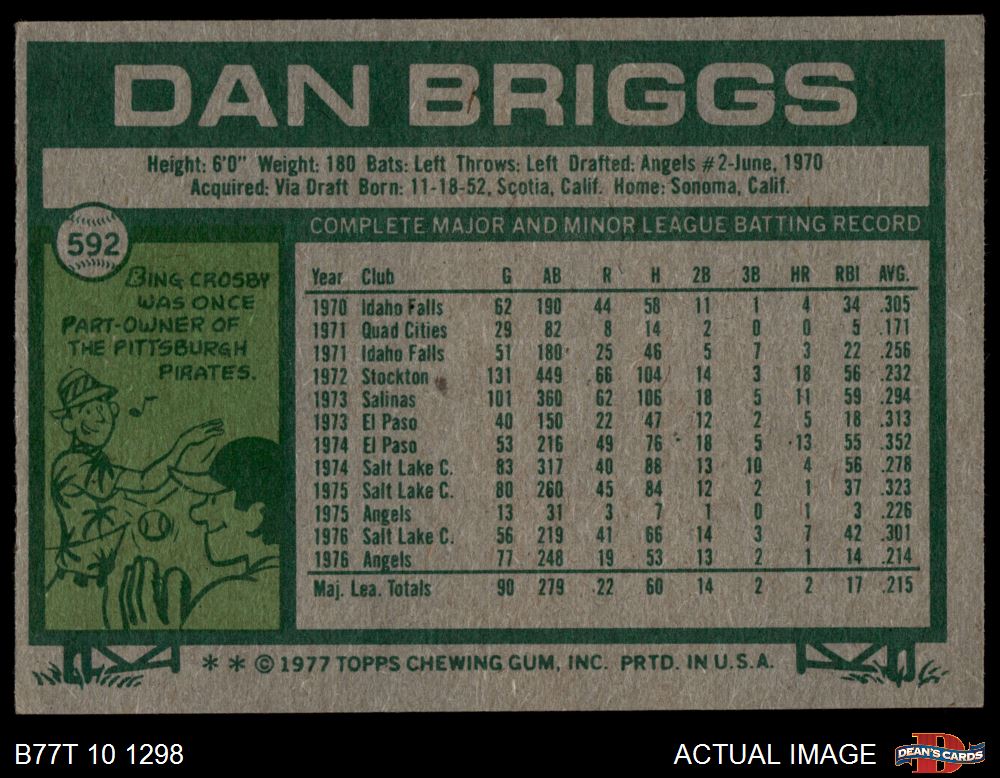 DAN BRIGGS
Height: 6'0" Weight: 180 Bats: Left Throws: Left Drafted: Angels #2-June, 1970
Acquired: Via Draft Born: 11-18-52, Scotia, Calif. Home: Sonoma, Calif.
592
BING CROSBY
WAS ONCE
PART-OWNER OF
THE PITTSBURGH
PIRATES.
COMPLETE MAJOR AND MINOR LEAGUE BATTING RECORD
Year Club G AB R H 2B 3B HR RBI AVG.
1970 Idaho Falls 62 190 44 58 11 1 4 34 .305
1971 Quad Cities 29 82 8 14 2 0 0 5 .171
1971 Idaho Falls 51 180 25 46 5 7 3 22 .256
1972 Stockton 131 449 66 104 14 3 18 56 .232
1973 Salinas 101 360 62 106 18 5 11 59 .294
1973 El Paso 40 150 22 47 12 2 5 18 .313
1974 El Paso 53 216 49 76 18 5 13 55 .352
1974 Salt Lake C. 83 317 40 88 13 10 4 56 .278
1975 Salt Lake C. 80 260 45 84 12 2 1 37 .323
1975 Angels 13 31 3 7 1 0 1 3 .226
1976 Salt Lake C. 56 219 41 66 14 3 7 42 .301
1976 Angels 77 248 19 53 13 2 1 14 .214
Maj. Lea. Totals 90 279 22 60 14 2 2 17 .215
* * © 1977 TOPPS CHEWING GUM, INC. PRTD. IN U.S.A.
B77T 10 1298
ACTUAL IMAGE
DEAN'S CARDS